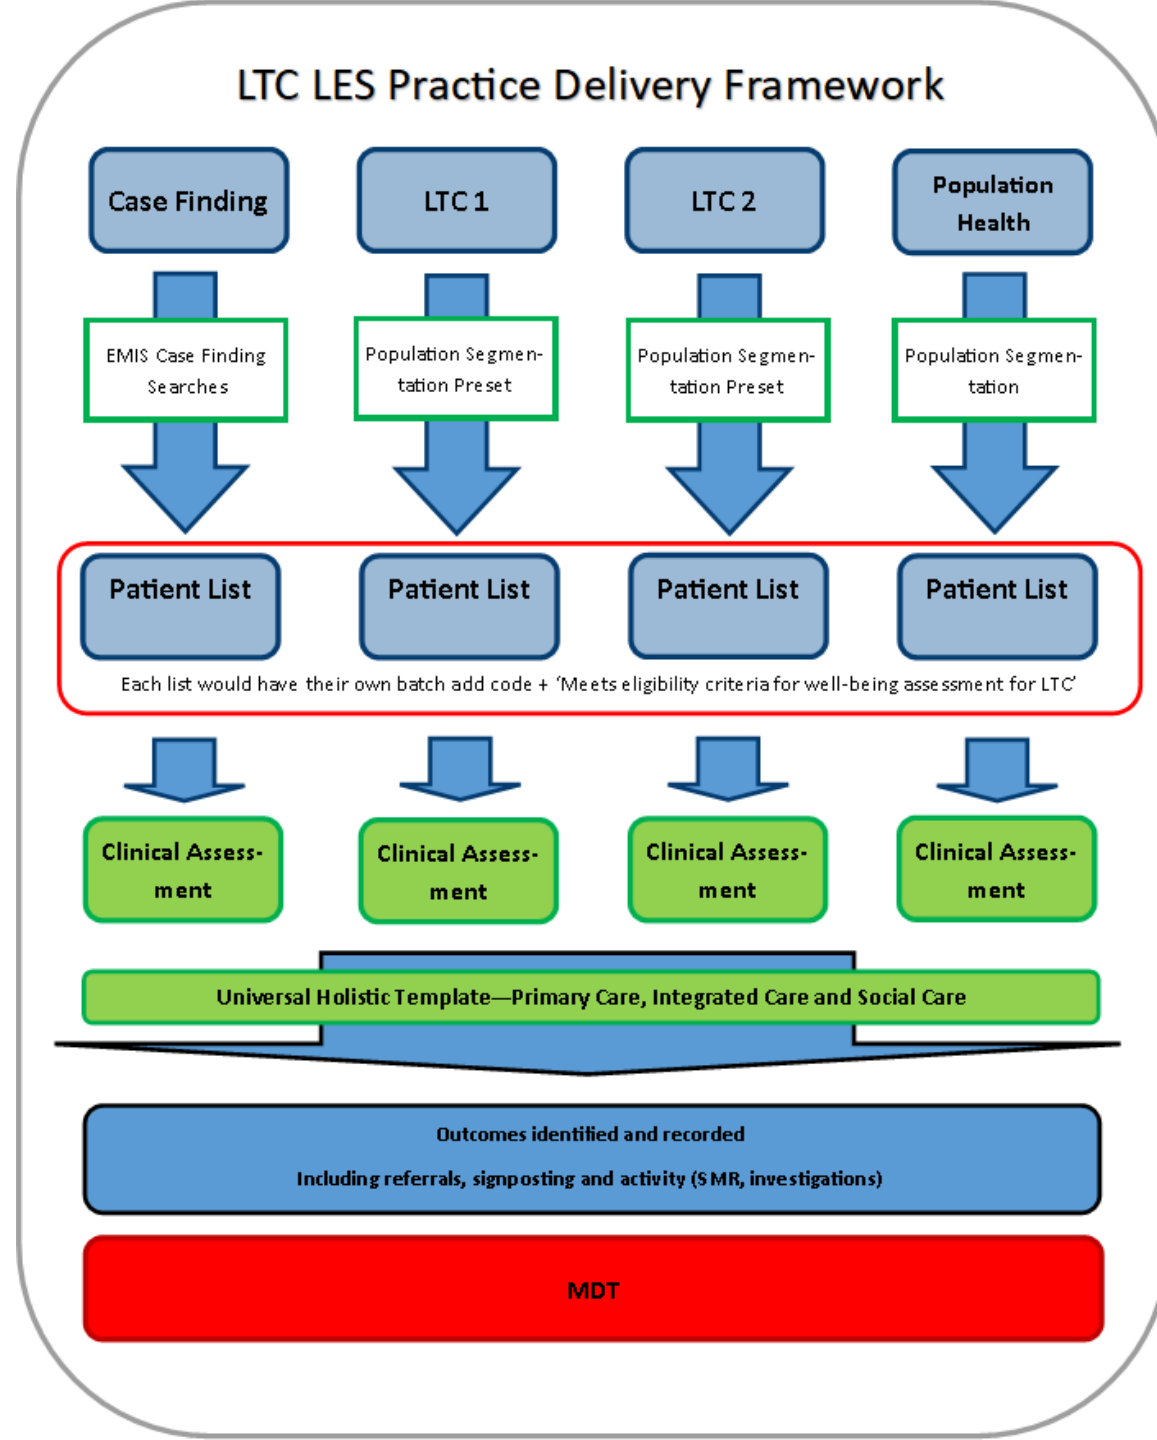 LTC LES Practice Delivery Framework
Case Finding
LTC 1
LTC 2
Population
Health
EMIS Case Finding
Searches
Population Segmen-
tation Preset
Population Segmen-
tation Preset
Population Segmen-
tation
Patient List
Patient List
Patient List
Patient List
Each list would have their own batch add code + ‘Meets eligibility criteria for well-being assessment for LTC’
Clinical Assess-
ment
Clinical Assess-
ment
Clinical Assess-
ment
Clinical Assess-
ment
Universal Holistic Template—Primary Care, Integrated Care and Social Care
Outcomes identified and recorded
Including referrals, signposting and activity (SMR, investigations)
MDT